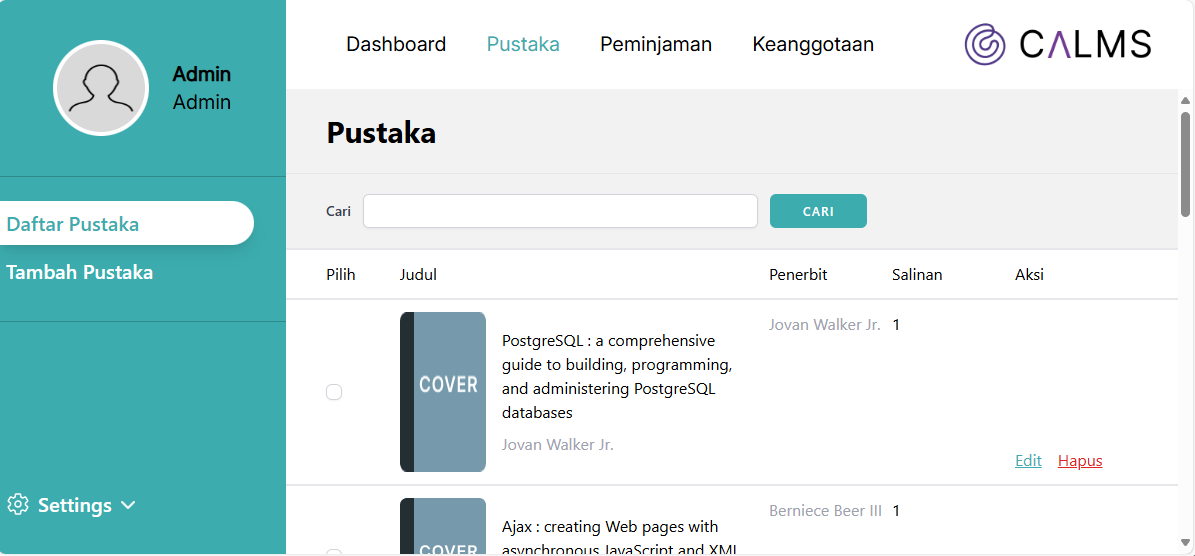 Admin
Admin
Daftar Pustaka
Tambah Pustaka
Settings
Dashboard Pustaka Peminjaman Keanggotaan CALMS
Pustaka
Cari CARI
Pilih Judul Penerbit Salinan Aksi
COVER
PostgreSQL : a comprehensive
guide to building, programming,
and administering PostgreSQL
databases
Jovan Walker Jr.
Jovan Walker Jr. 1
Edit Hapus
COVER
Ajax : creating Web pages with
asynchronous JavaScript and XML
Berniece Beer III 1